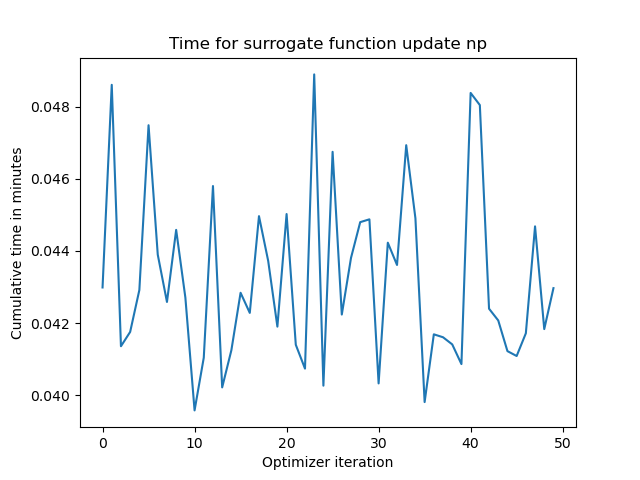 Time for surrogate function update np
Cumulative time in minutes
0.048
0.046
0.044
0.042
0.040
0 10 20 30 40 50
Optimizer iteration